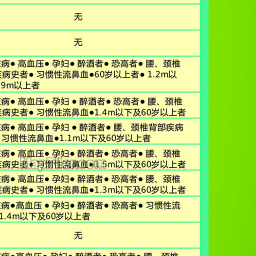 无
无
病● 高血压● 孕妇● 醉酒者● 恐高者● 腰、颈椎
病史者● 习惯性流鼻血●60岁以上者● 1.2m以
9m以上者
病● 高血压● 孕妇● 醉酒者● 恐高者● 腰、颈椎
病史者● 习惯性流鼻血●1.4m以下及60岁以上者
病● 高血压● 孕妇 ● 醉酒者● 腰、颈椎背部疾病
习惯性流鼻血●1.1m以下及60岁以上者
病● 高血压● 孕妇● 醉酒者● 恐高者● 腰、颈椎
病史者● 习惯性流鼻血● .5m以下及60岁以上者
病● 高血压● 孕妇● 醉酒者● 恐高者● 腰、颈椎
病史者● 习惯性流鼻血●1.3m以下及60岁以上者
病●高血压● 孕妇● 醉酒者● 恐高者● 习惯性流
1.4m以下及60岁以上者
无